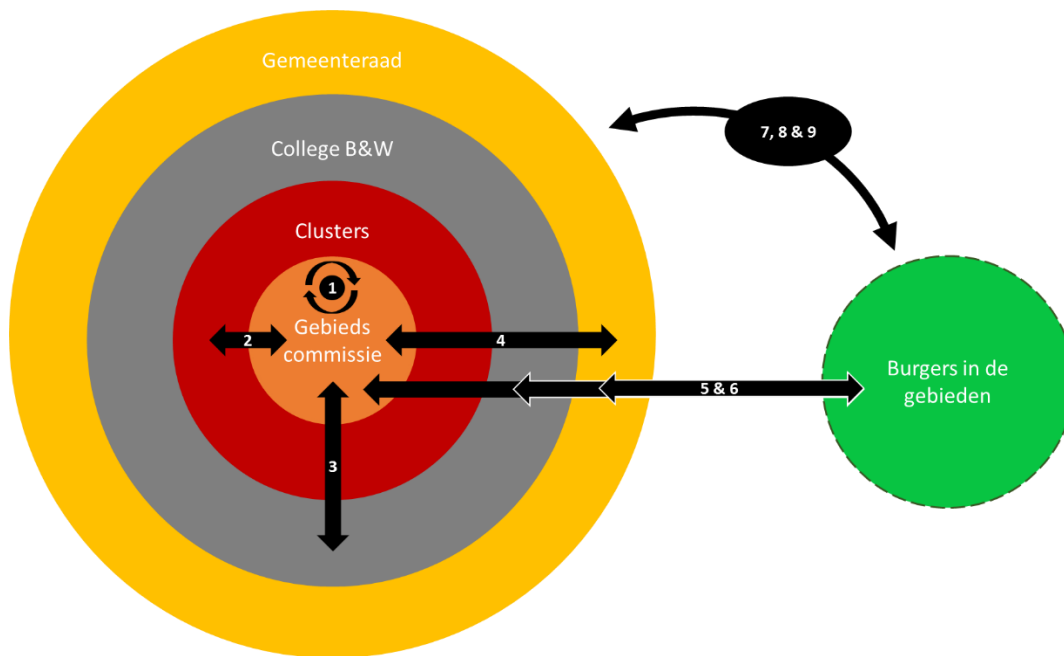 Gemeenteraad
7, 8 & 9
College B&W
Clusters
1
Gebieds
commissie
2
4
Burgers in de
gebieden
5 & 6
3